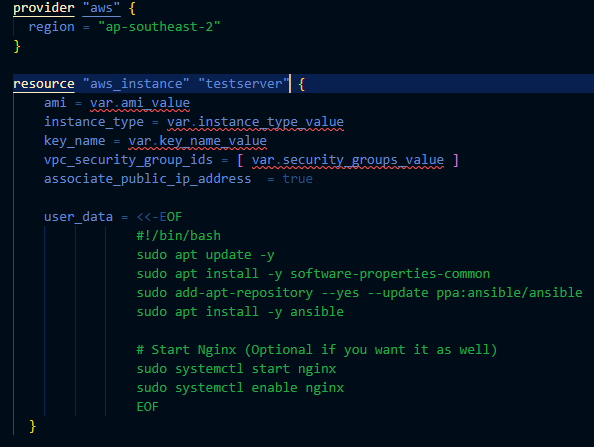 provider "aws" {
  region = "ap-southeast-2"
}
resource "aws_instance" "testserver" {
    ami = var.ami_value
    instance_type = var.instance_type_value
    key_name = var.key_name_value
    vpc_security_group_ids = [ var.security_groups_value ]
    associate_public_ip_address  = true
    user_data = <<-EOF
                #!/bin/bash
                sudo apt update -y
                sudo apt install -y software-properties-common
                sudo add-apt-repository --yes --update ppa:ansible/ansible
                sudo apt install -y ansible
                # Start Nginx (Optional if you want it as well)
                sudo systemctl start nginx
                sudo systemctl enable nginx
                EOF
  }